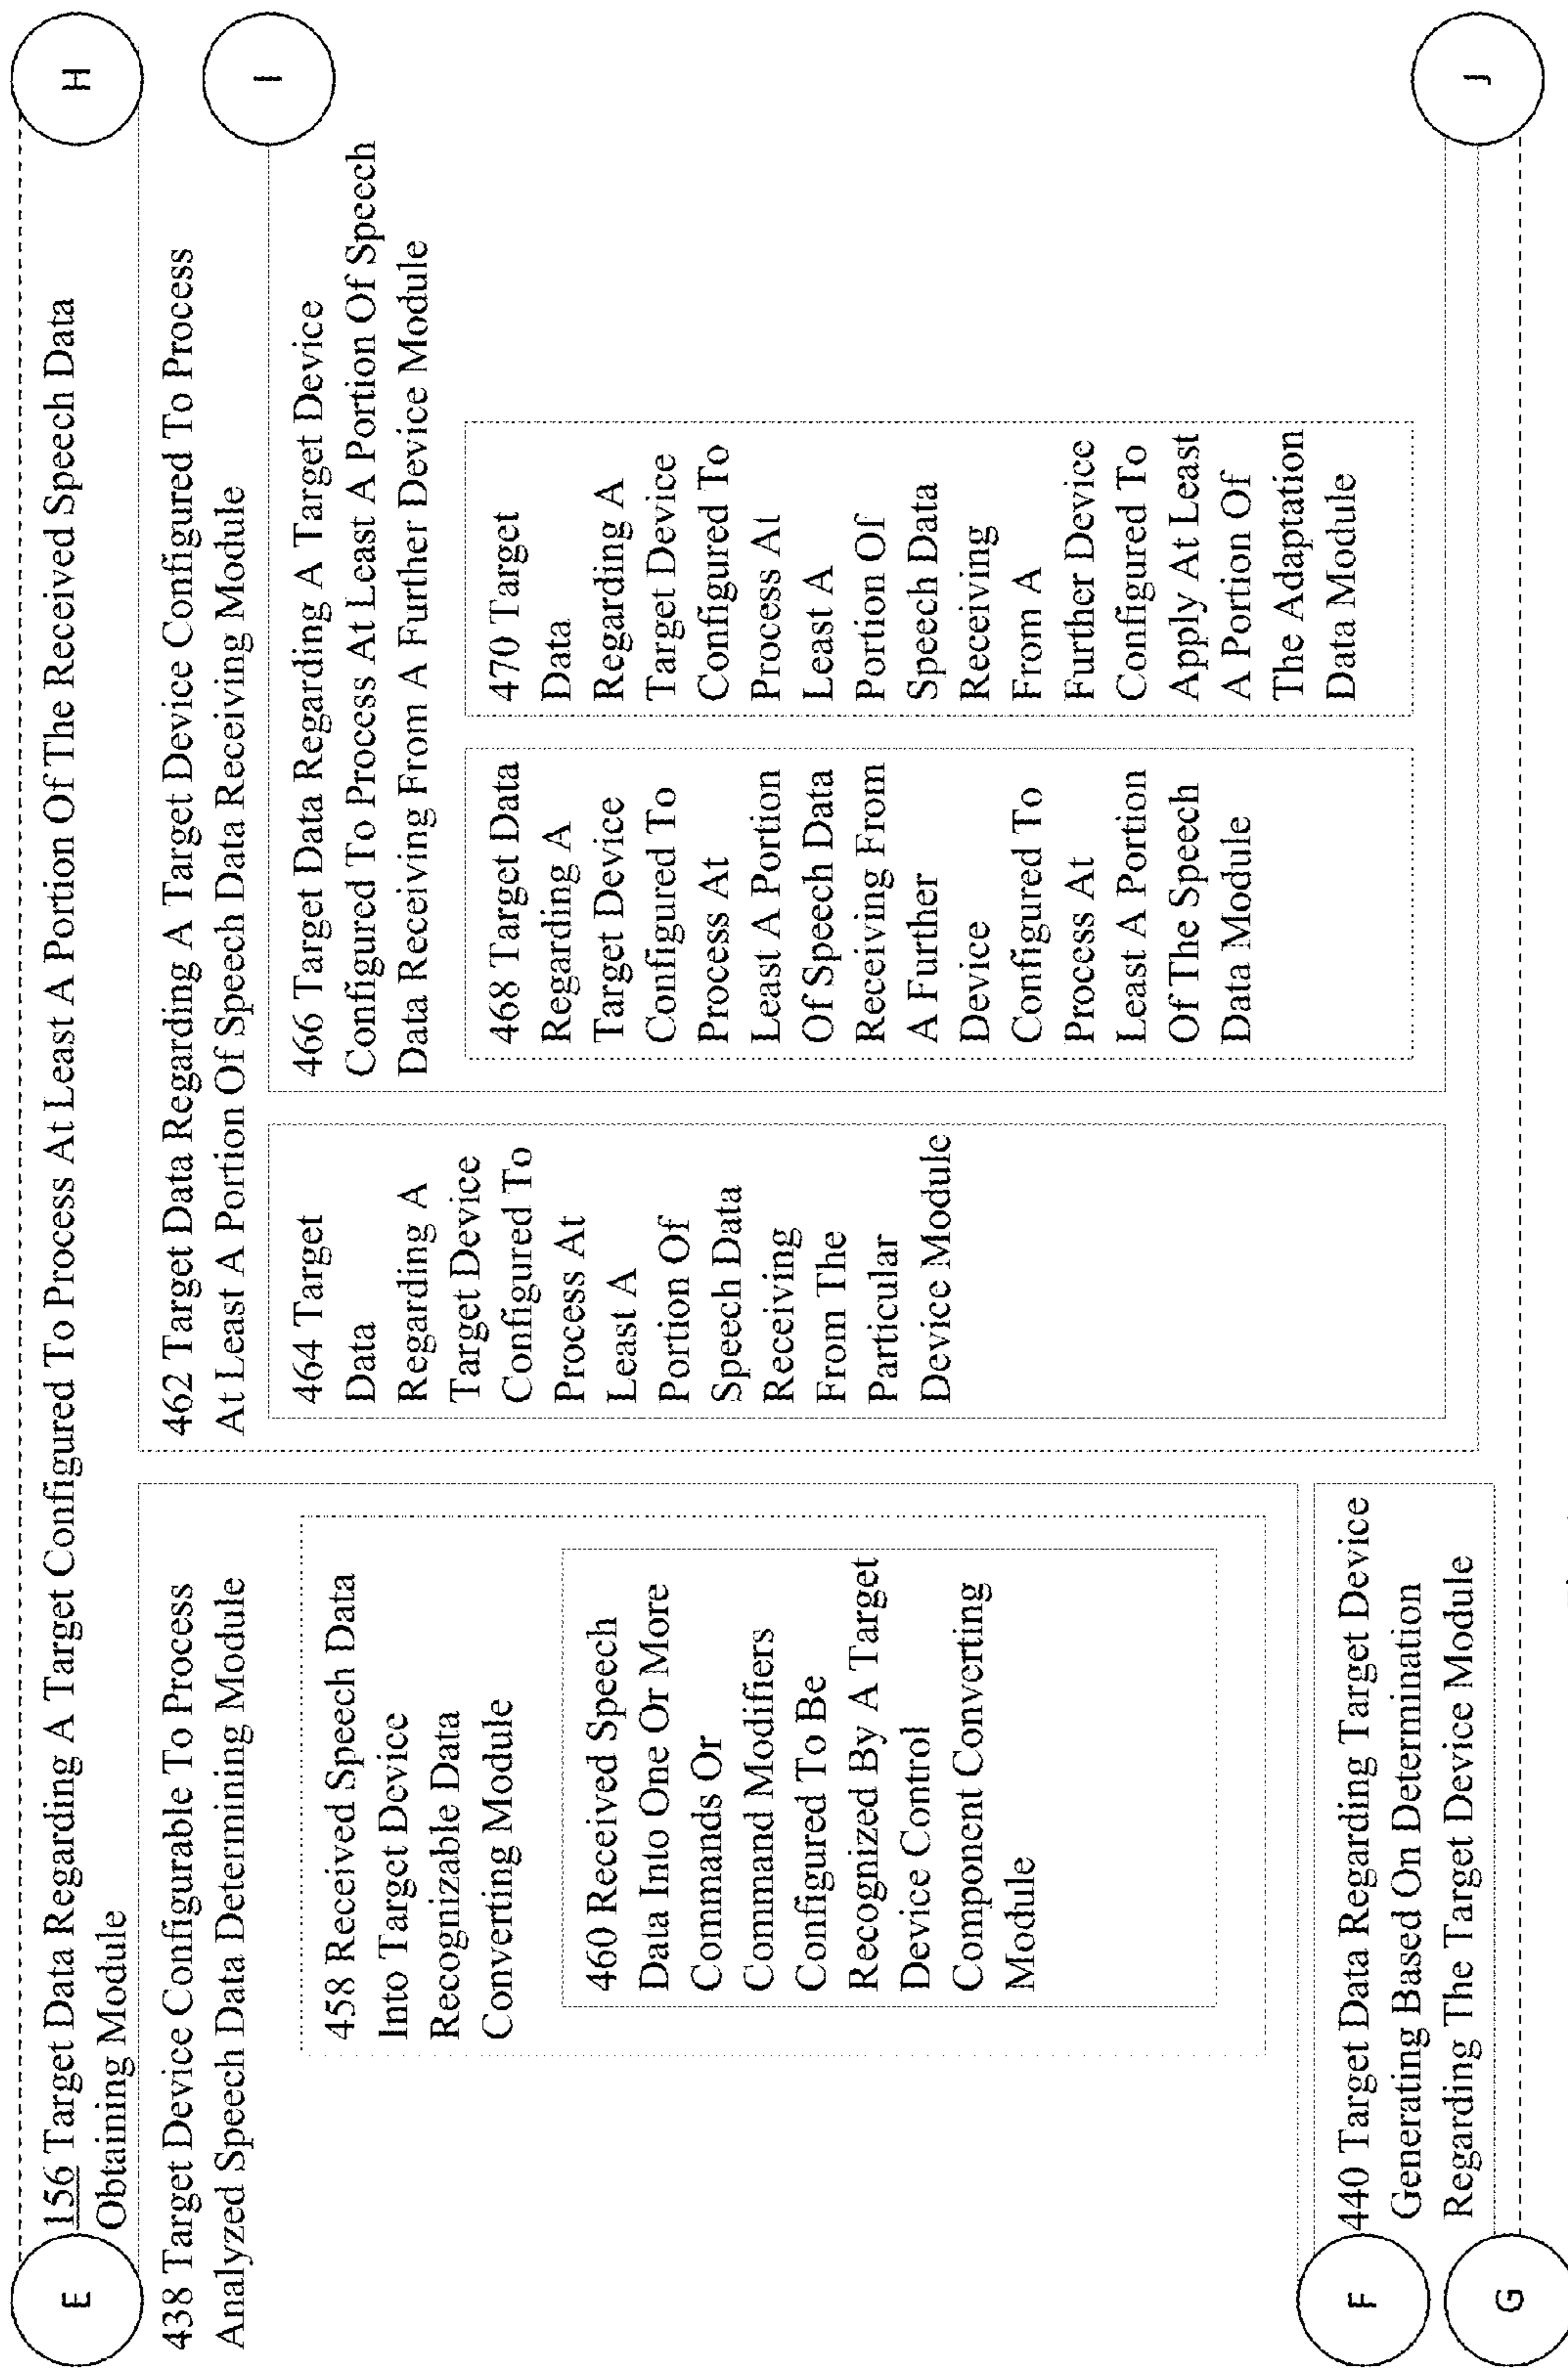 E
156 Target Data Regarding A Target Configured To Process At Least A Portion Of The Received Speech Data
Obtaining Module
H
438 Target Device Configurable To Process
Analyzed Speech Data Determining Module
458 Received Speech Data
Into Target Device
Recognizable Data
Converting Module
460 Received Speech
Data Into One Or More
Commands Or
Command Modifiers
Configured To Be
Recognized By A Target
Device Control
Component Converting
Module
F
440 Target Data Regarding Target Device
Generating Based On Determination
Regarding The Target Device Module
G
462 Target Data Regarding A Target Device Configured To Process
At Least A Portion Of Speech Data Receiving Module
I
464 Target
Data
Regarding A
Target Device
Configured To
Process At
Least A
Portion Of
Speech Data
Receiving
From The
Particular
Device Module
466 Target Data Regarding A Target Device
Configured To Process At Least A Portion Of Speech
Data Receiving From A Further Device Module
468 Target Data
Regarding A
Target Device
Configured To
Process At
Least A Portion
Of Speech Data
Receiving From
A Further
Device
Configured To
Process At
Least A Portion
Of The Speech
Data Module
470 Target
Data
Regarding A
Target Device
Configured To
Process At
Least A
Portion Of
Speech Data
Receiving
From A
Further Device
Configured To
Apply At Least
A Portion Of
The Adaptation
Data Module
J